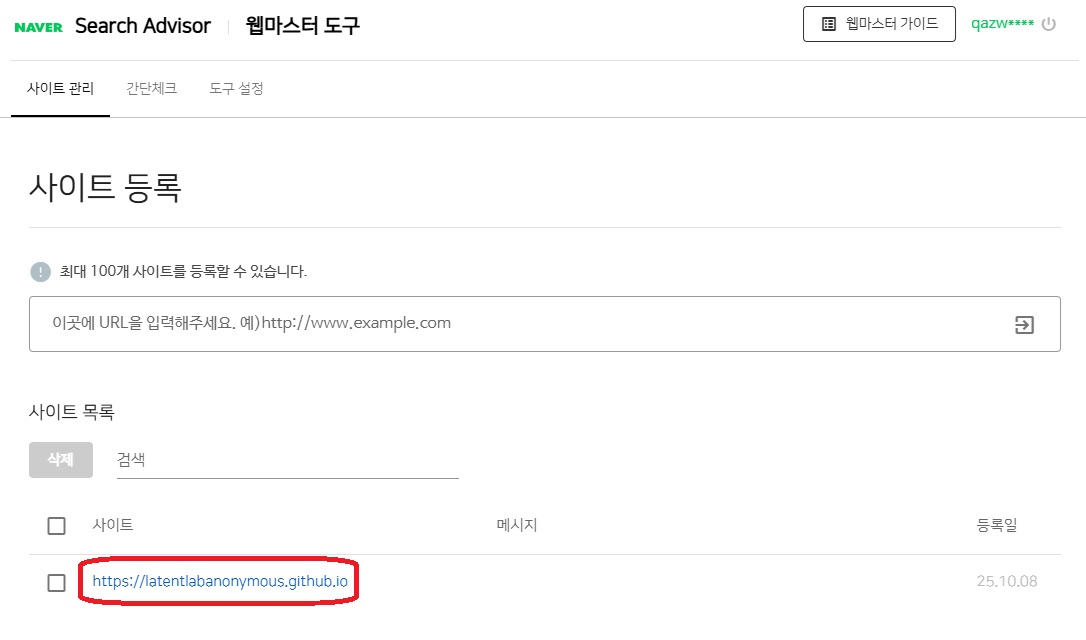 NAVER Search Advisor 웹마스터 도구 웹마스터 가이드 qazw****
사이트 관리 간단체크 도구 설정
사이트 등록
! 최대 100개 사이트를 등록할 수 있습니다.
이곳에 URL을 입력해주세요. 예)http://www.example.com
사이트 목록
삭제 검색
사이트 메시지 등록일
https://latentlabanonymous.github.io 25.10.08